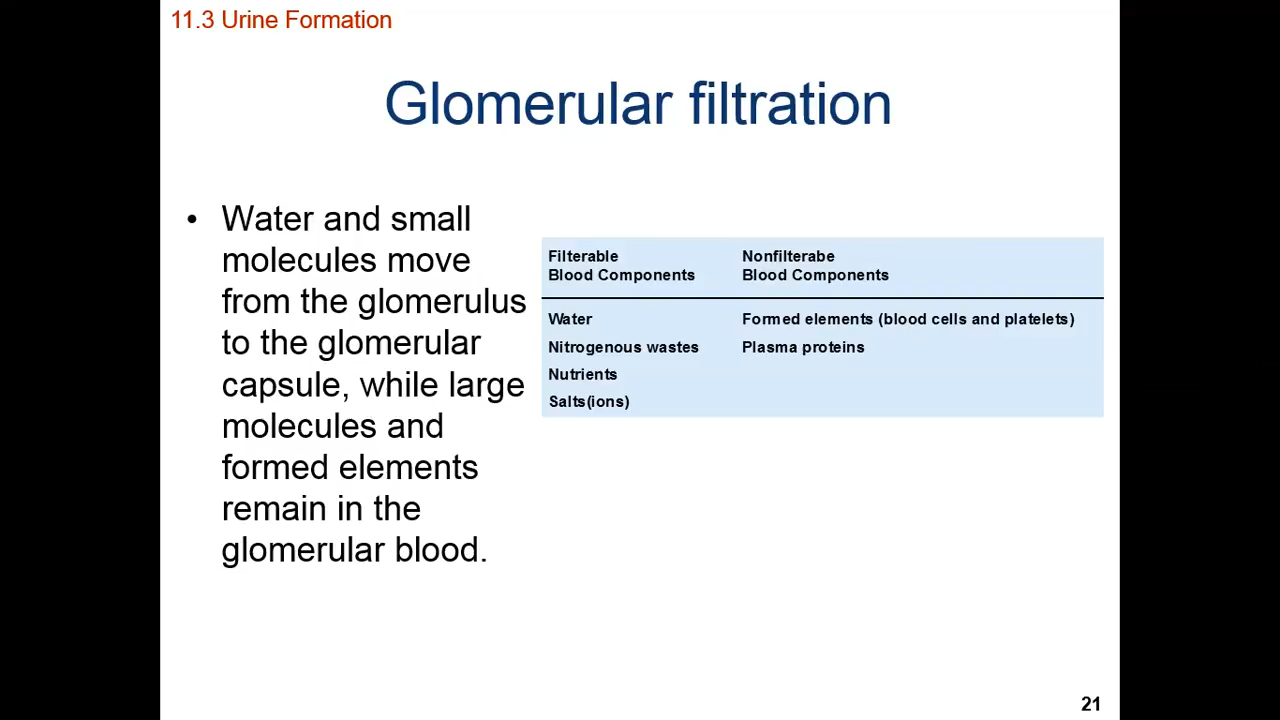 11.3 Urine Formation
Glomerular filtration
• Water and small
molecules move
from the glomerulus
to the glomerular
capsule, while large
molecules and
formed elements
remain in the
glomerular blood.
Filterable Nonfilterabe
Blood Components Blood Components
Water Formed elements (blood cells and platelets)
Nitrogenous wastes Plasma proteins
Nutrients
Salts(ions)
21